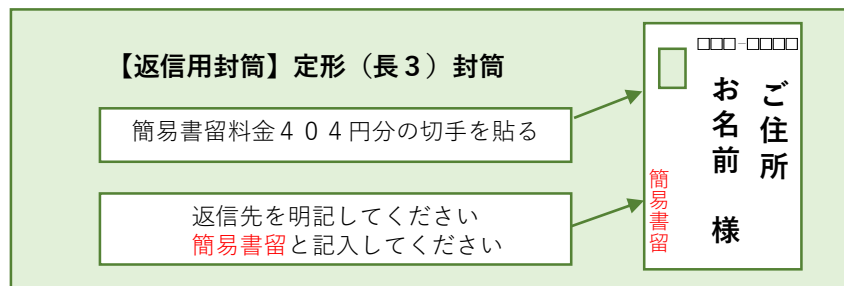 【返信用封筒】定形（長３）封筒
簡易書留料金４０４円分の切手を貼る
返信先を明記してください
簡易書留と記入してください
□□□-□□□□
ご住所
お名前　様
簡易書留